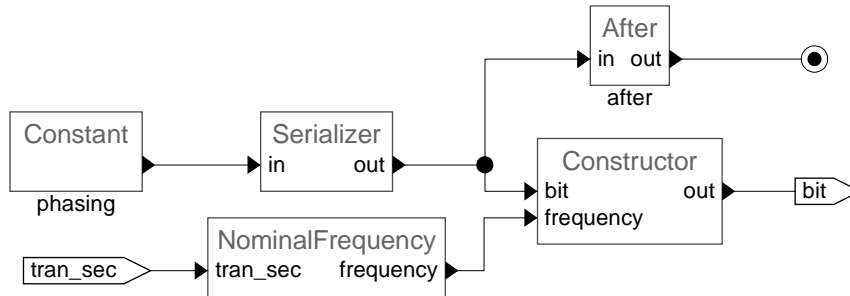 After
in out
after
Constant
phasing
Serializer
in out
Constructor
bit out
frequency
bit
NominalFrequency
tran_sec frequency
tran_sec